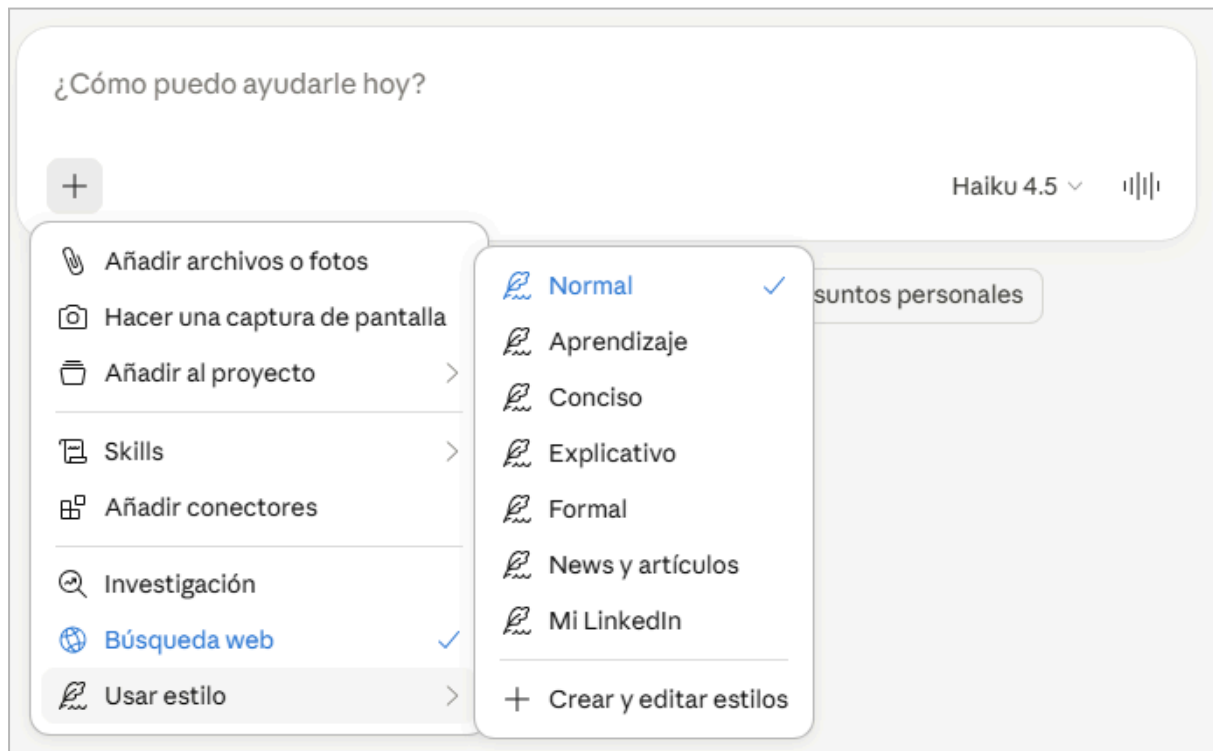 ¿Cómo puedo ayudarle hoy?
Haiku 4.5
Añadir archivos o fotos
Hacer una captura de pantalla
Añadir al proyecto
Skills
Añadir conectores
Investigación
Búsqueda web
Usar estilo
Normal
Aprendizaje
Conciso
Explicativo
Formal
News y artículos
Mi LinkedIn
Crear y editar estilos
suntos personales